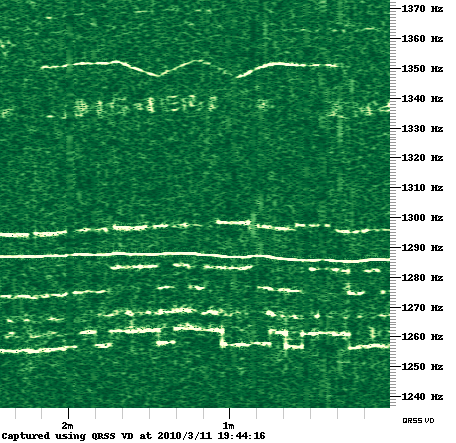 1370 Hz
1360 Hz
1350 Hz
1340 Hz
1330 Hz
1320 Hz
1310 Hz
1300 Hz
1290 Hz
1280 Hz
1270 Hz
1260 Hz
1250 Hz
1240 Hz
QRSS VD
2m 1m
Captured using QRSS VD at 2010/3/11 19:44:16